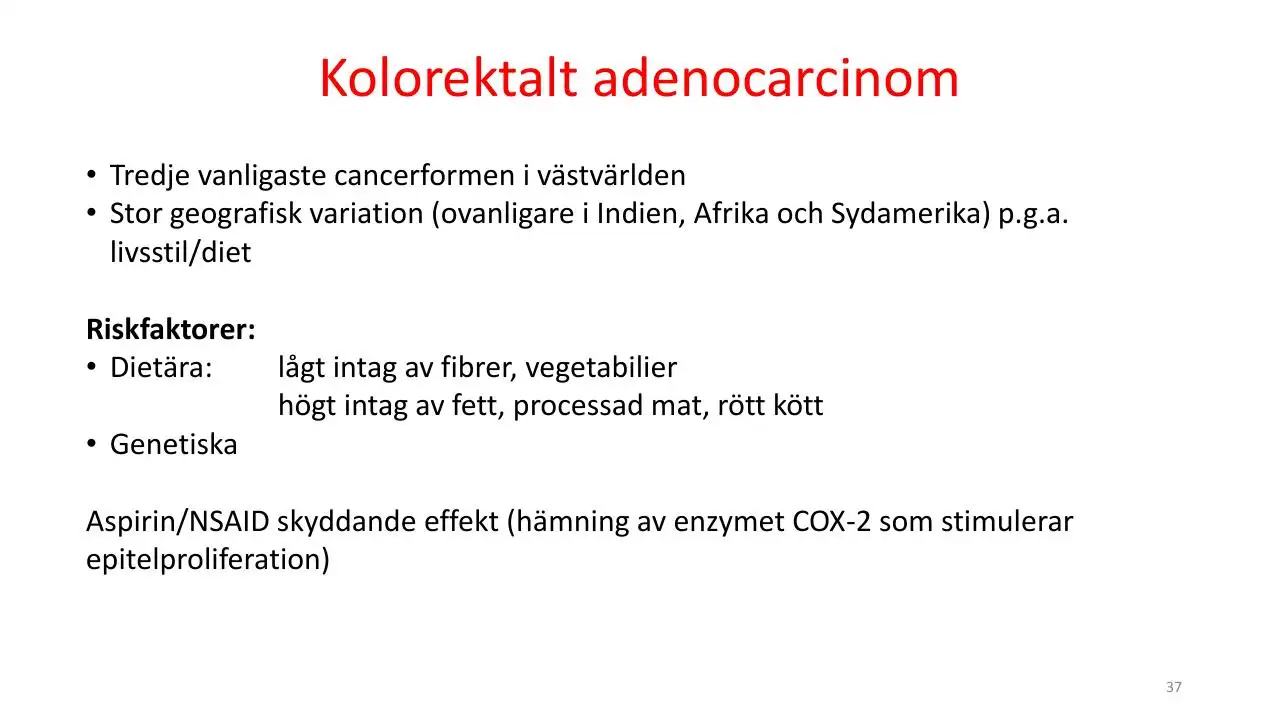 Kolorektalt adenocarcinom
• Tredje vanligaste cancerformen i västvärlden
• Stor geografisk variation (ovanligare i Indien, Afrika och Sydamerika) p.g.a.
livsstil/diet
Riskfaktorer:
• Dietära: lågt intag av fibrer, vegetabilier
högt intag av fett, processad mat, rött kött
• Genetiska
Aspirin/NSAID skyddande effekt (hämning av enzymet COX-2 som stimulerar
epitelproliferation)
37